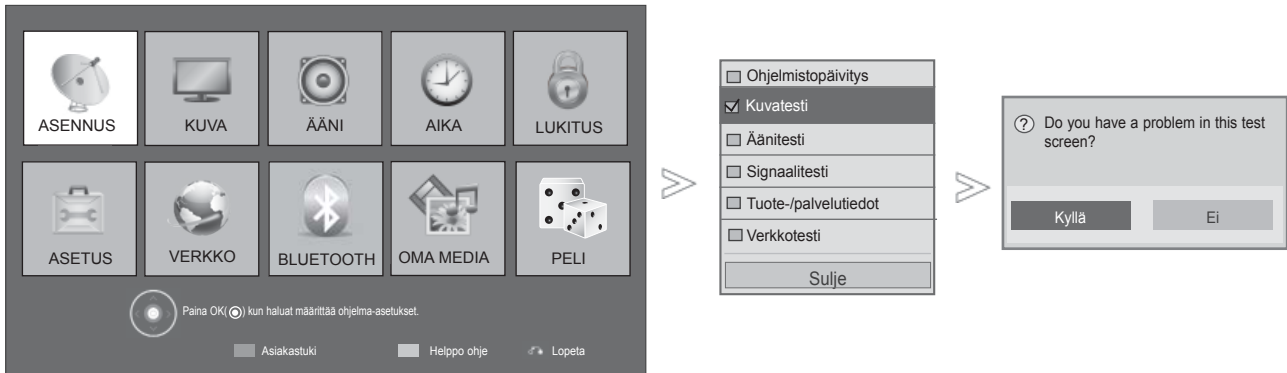 ASENNUS
KUVA
ÄÄNI
AIKA
LUKITUS
ASETUS
VERKKO
BLUETOOTH
OMA MEDIA
PELI
Paina OK( ) kun haluat määrittää ohjelma-asetukset.
Asiakastuki
Helppo ohje
Lopeta
Ohjelmistopäivitys
Kuvatesti
Äänitesti
Signaalitesti
Tuote-/palvelutiedot
Verkkotesti
Sulje
? Do you have a problem in this test
screen?
Kyllä
Ei